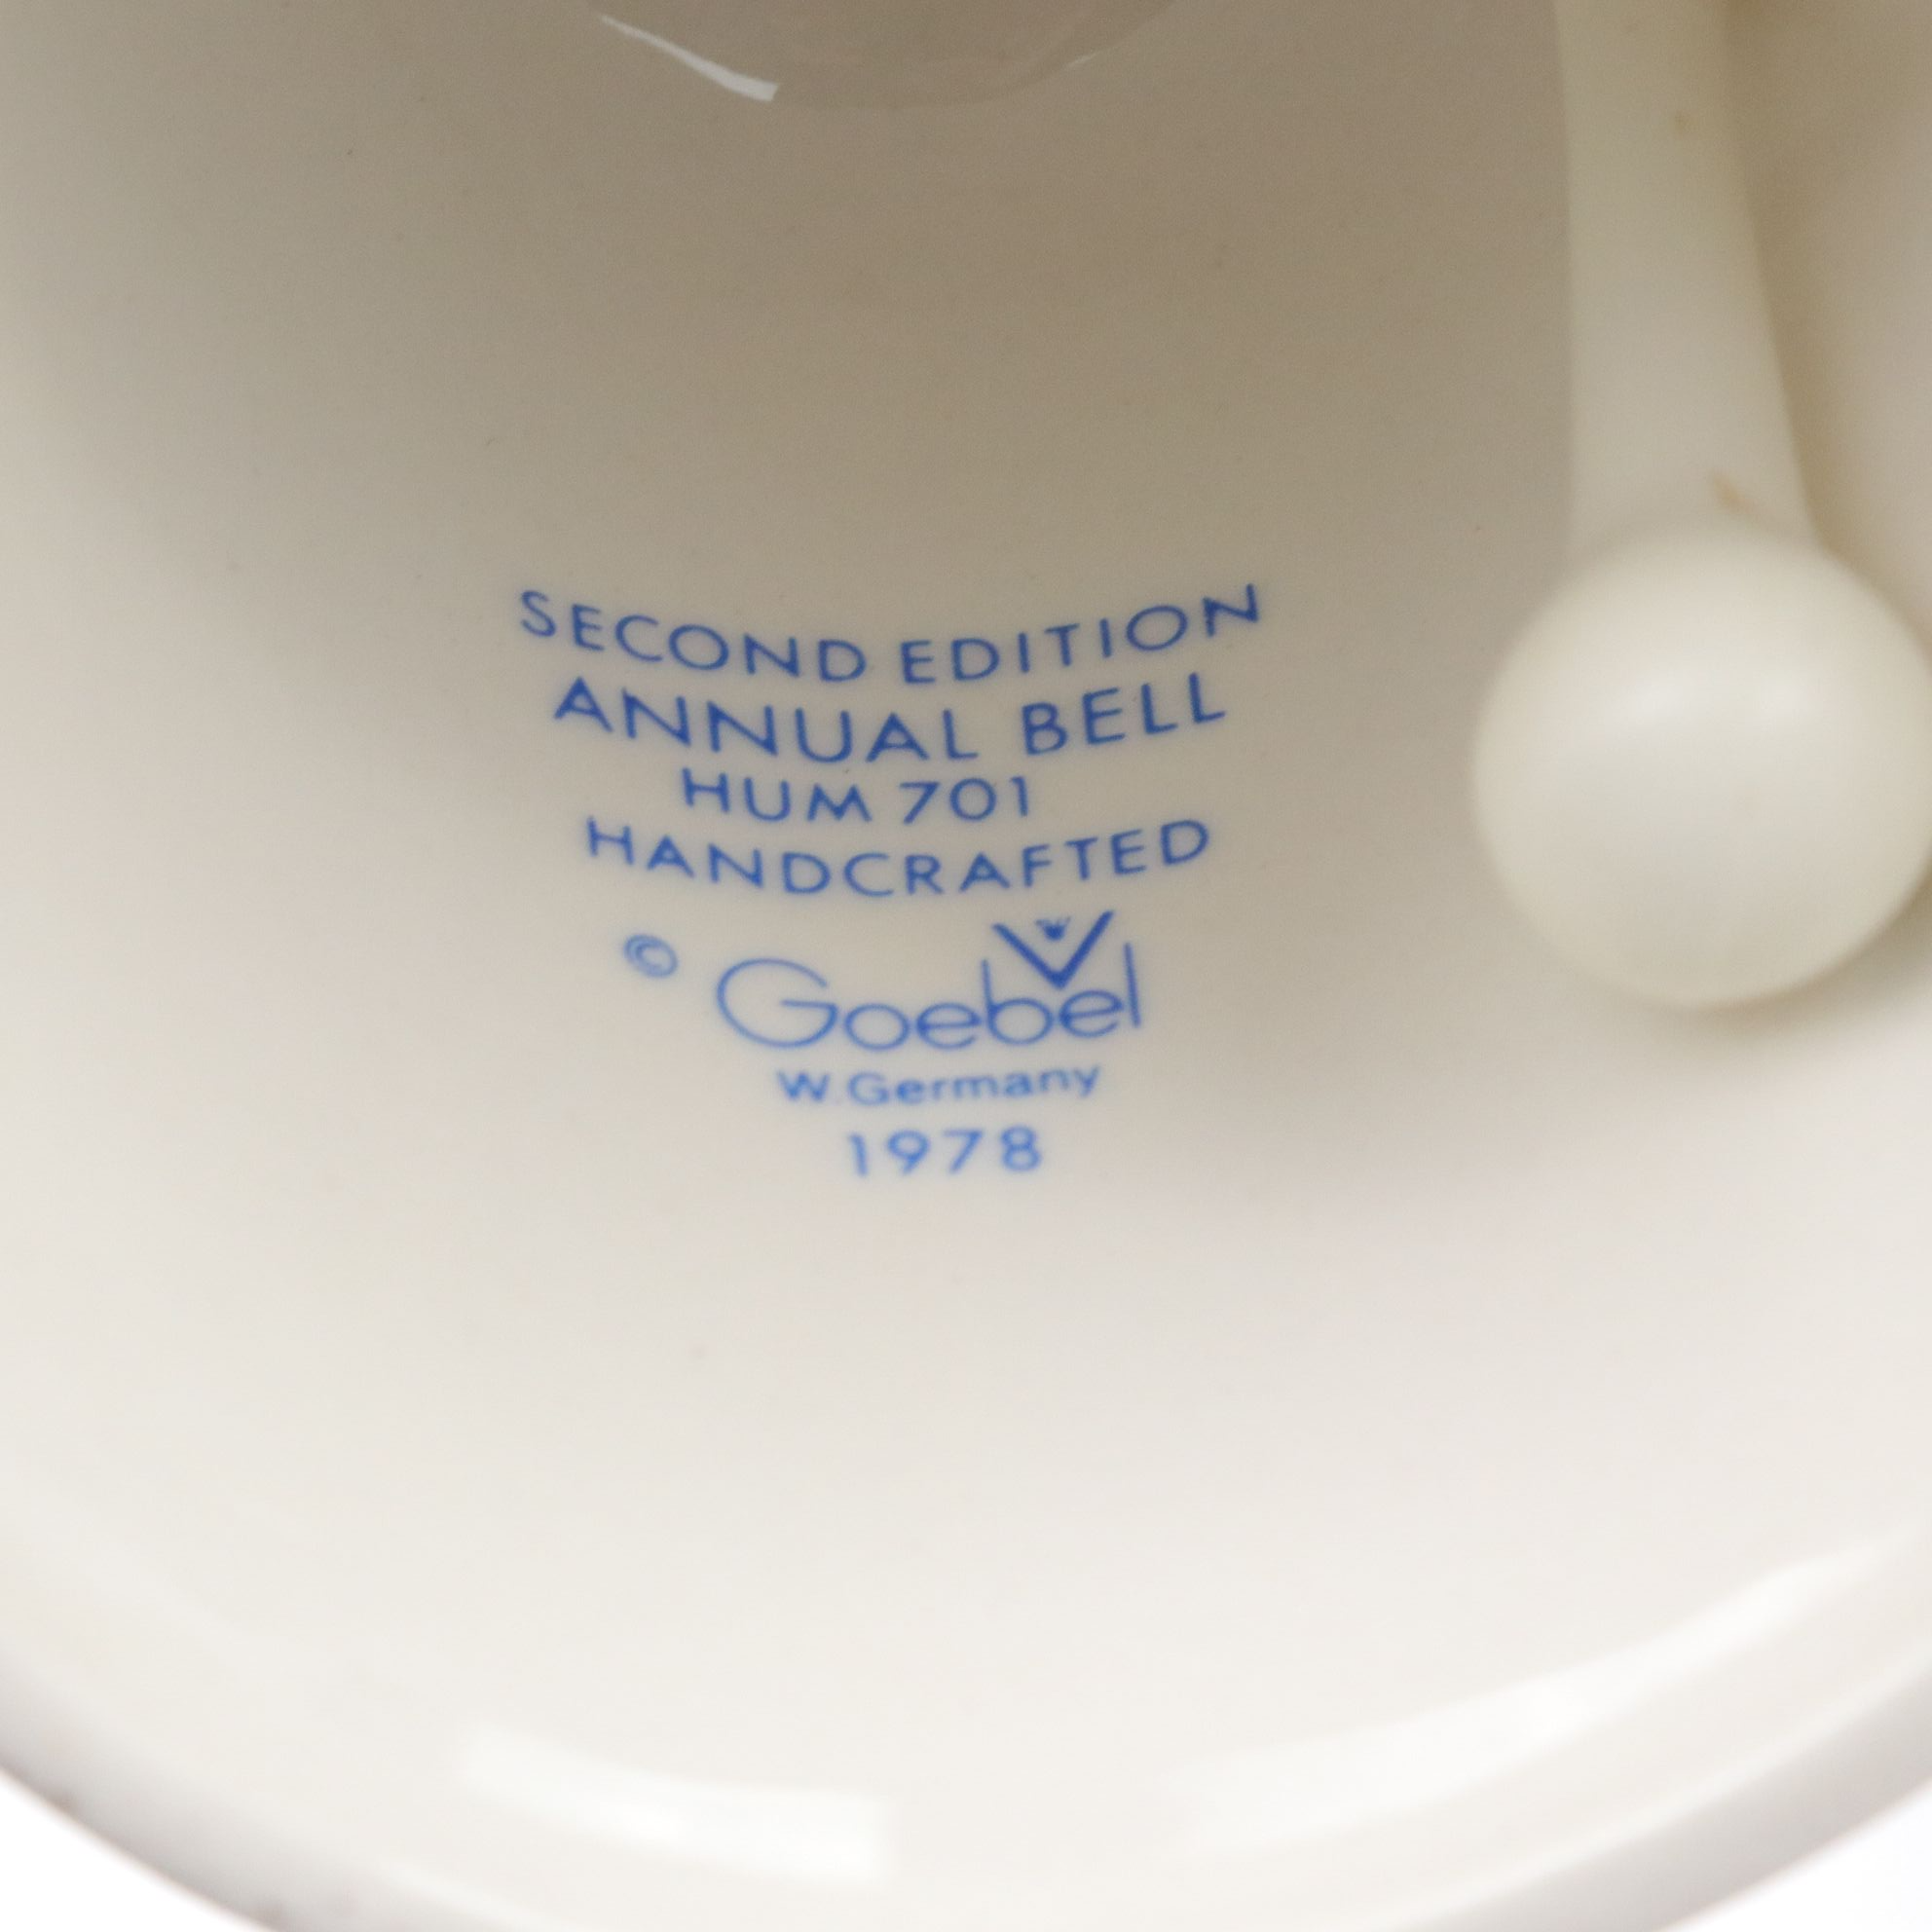 SECOND EDITION
ANNUAL BELL
HUM 701
HANDCRAFTED
© Goebel
W. Germany
1978